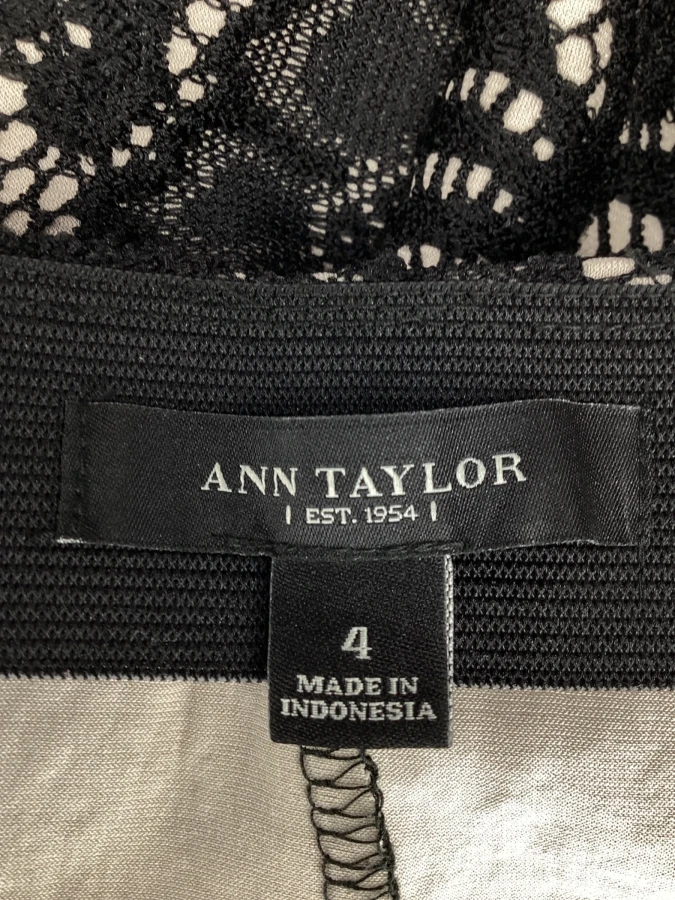 ANN TAYLOR
| EST. 1954 |
4
MADE IN
INDONESIA